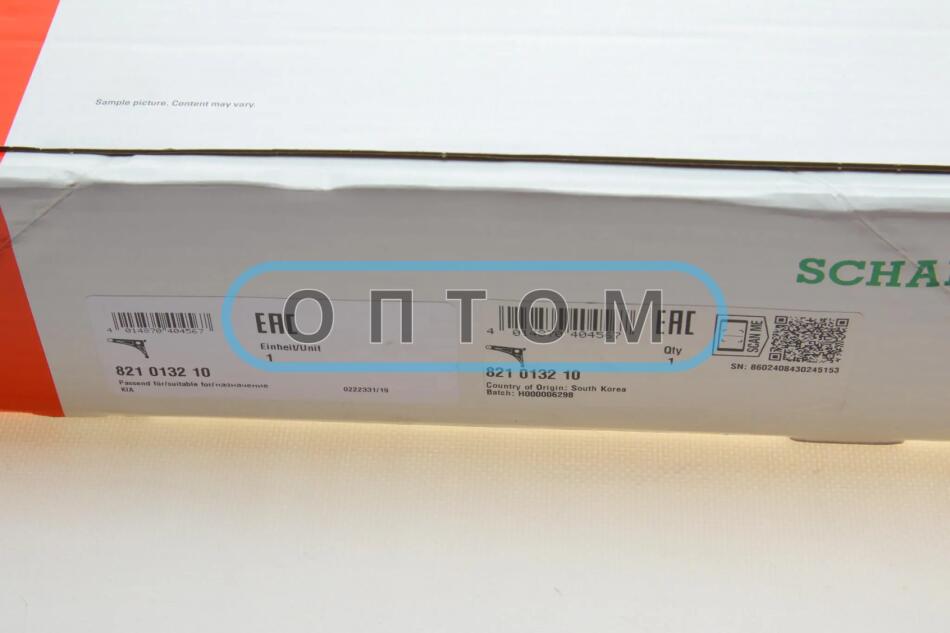 Sample picture. Content may vary.
SCHA
ОПТОМ
4 014870 404567
EAC
Einheit/Unit
1
821 0132 10
Passend für/suitable for/назначение
KIA
0222331/19
EAC
Qty
1
821 0132 10
Country of Origin: South Korea
Batch: H000006298
SCAN ME
SN: 8602408430245153